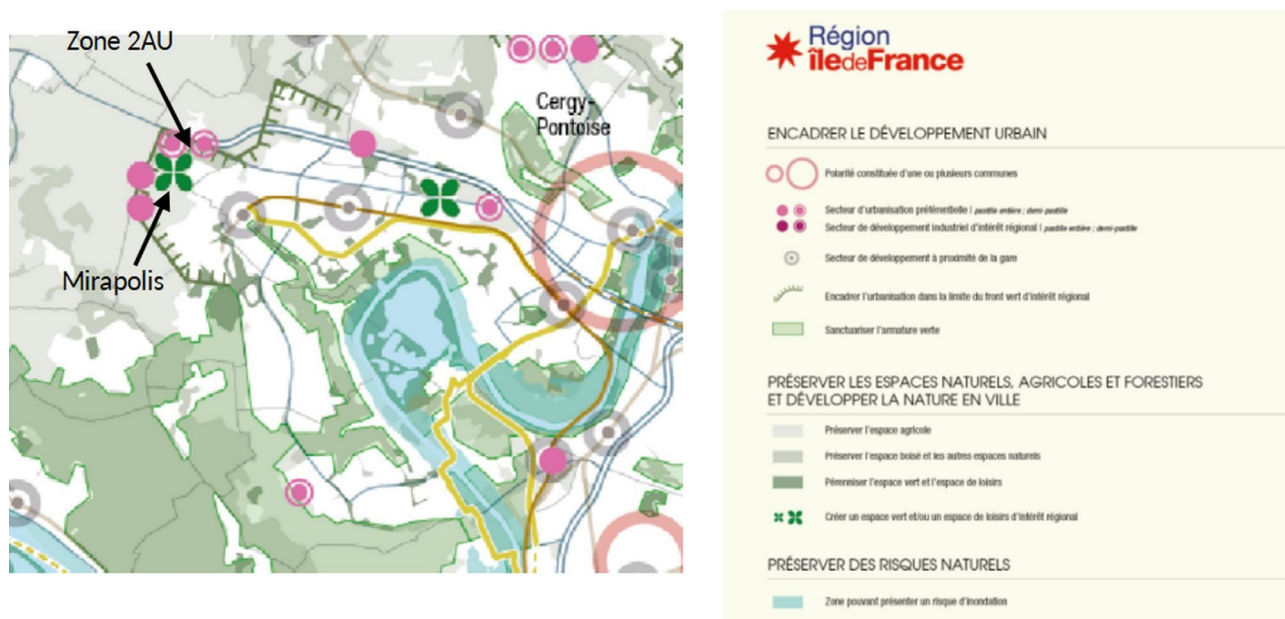 Zone 2AU
Cergy-
Pontoise
Mirapolis
Région
îledeFrance
ENCADRER LE DÉVELOPPEMENT URBAIN
Polarité constituée d'une ou plusieurs communes
Secteur d'urbanisation préférentielle | pastille entière ; demi-pastille
Secteur de développement industriel d'intérêt régional | pastille entière ; demi-pastille
Secteur de développement à proximité de la gare
Encadrer l'urbanisation dans la limite du front vert d'intérêt régional
Sanctuariser l'armature verte
PRÉSERVER LES ESPACES NATURELS, AGRICOLES ET FORESTIERS
ET DÉVELOPPER LA NATURE EN VILLE
Préserver l'espace agricole
Préserver l'espace boisé et les autres espaces naturels
Pérenniser l'espace vert et l'espace de loisirs
Créer un espace vert et/ou un espace de loisirs d'intérêt régional
PRÉSERVER DES RISQUES NATURELS
Zone pouvant présenter un risque d'inondation